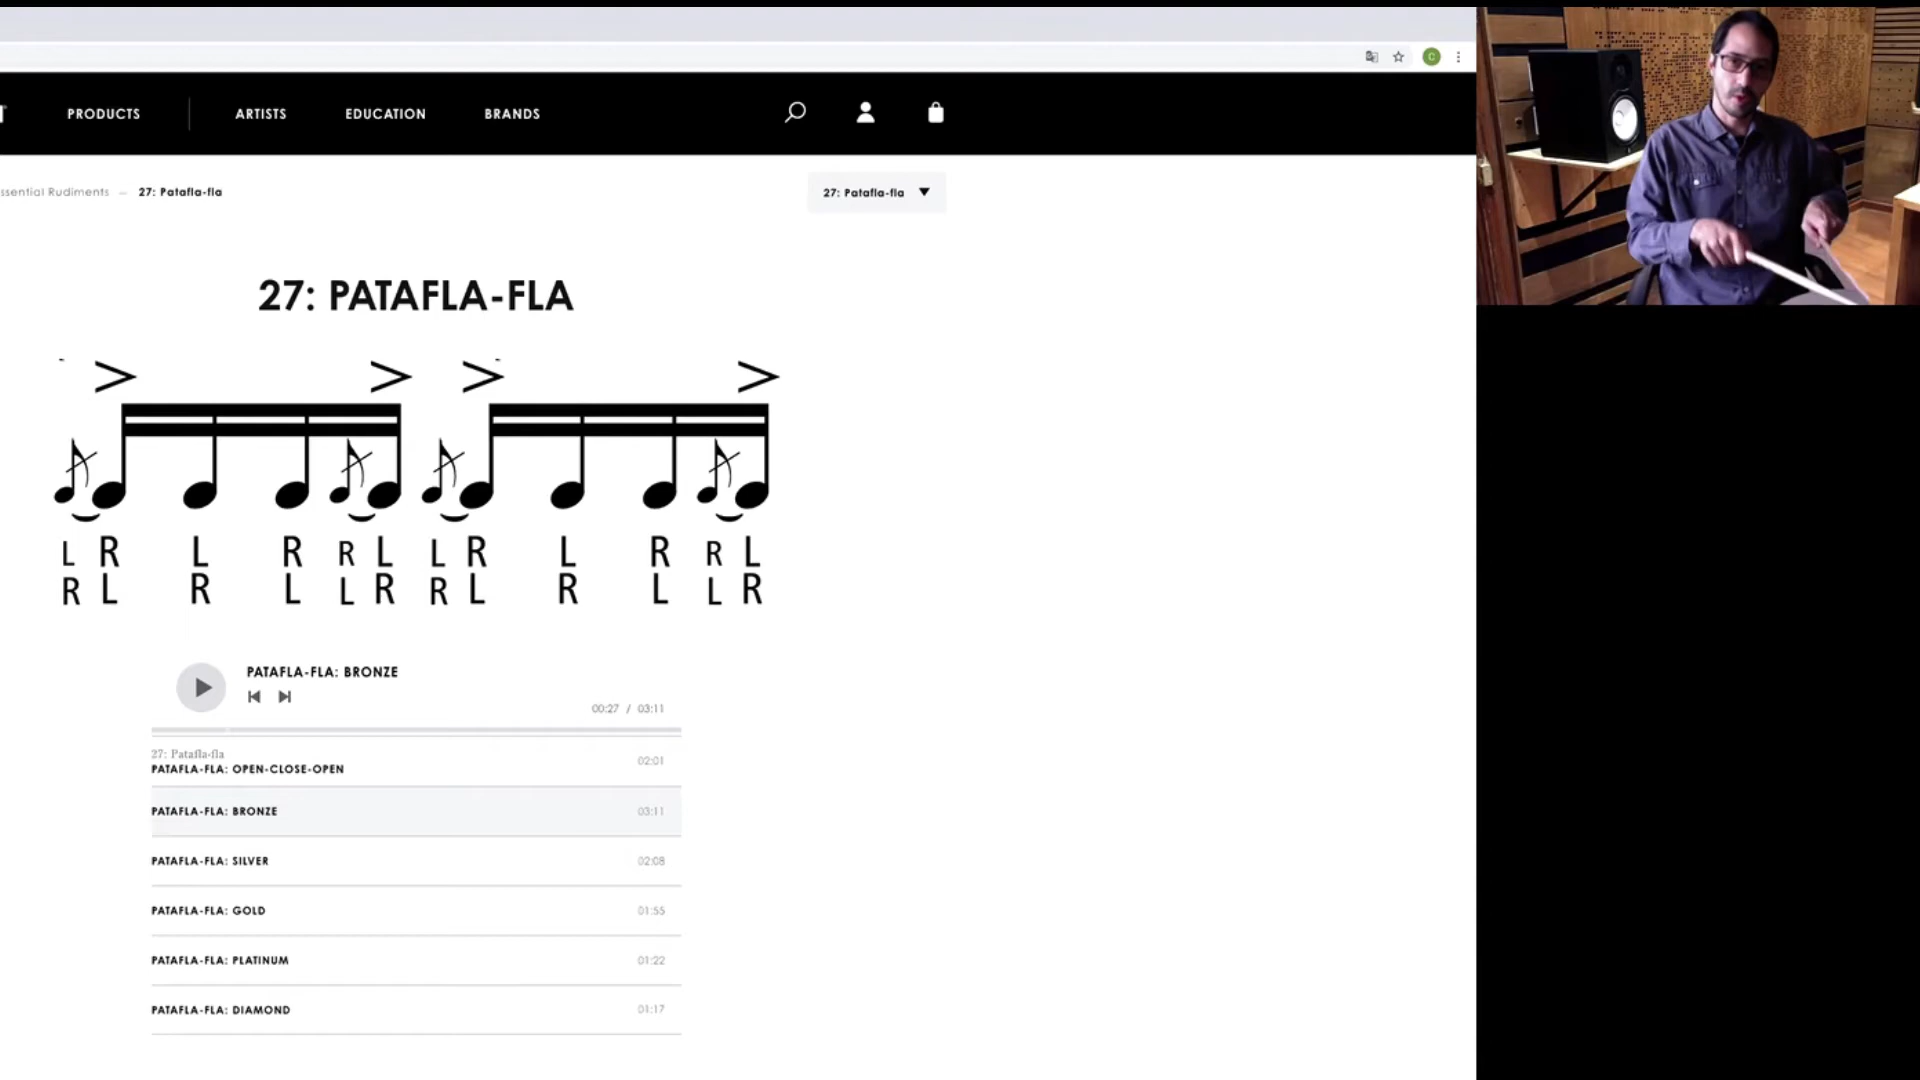 PRODUCTS
ARTISTS
EDUCATION
BRANDS
C
ssential Rudiments – 27: Patafla-fla
27: Patafla-fla
27: PATAFLA-FLA
L R L R R L L R L R R L
R L R L L R R L R L L R
PATAFLA-FLA: BRONZE
00:27 / 03:11
27: Patafla-fla
PATAFLA-FLA: OPEN-CLOSE-OPEN 02:01
PATAFLA-FLA: BRONZE 03:11
PATAFLA-FLA: SILVER 02:08
PATAFLA-FLA: GOLD 01:55
PATAFLA-FLA: PLATINUM 01:22
PATAFLA-FLA: DIAMOND 01:17